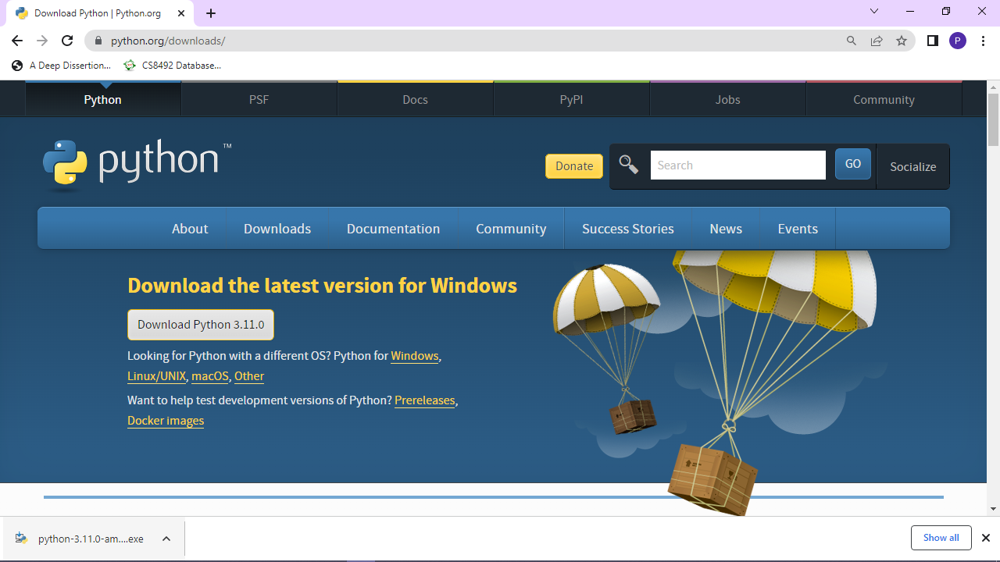 Download Python | Python.org
python.org/downloads/
P
A Deep Dissertion...
CS8492 Database...
Python
PSF
Docs
PyPI
Jobs
Community
python™
Donate
Search
GO
Socialize
About
Downloads
Documentation
Community
Success Stories
News
Events
Download the latest version for Windows
Download Python 3.11.0
Looking for Python with a different OS? Python for Windows,
Linux/UNIX, macOS, Other
Want to help test development versions of Python? Prereleases,
Docker images
python-3.11.0-am....exe
Show all